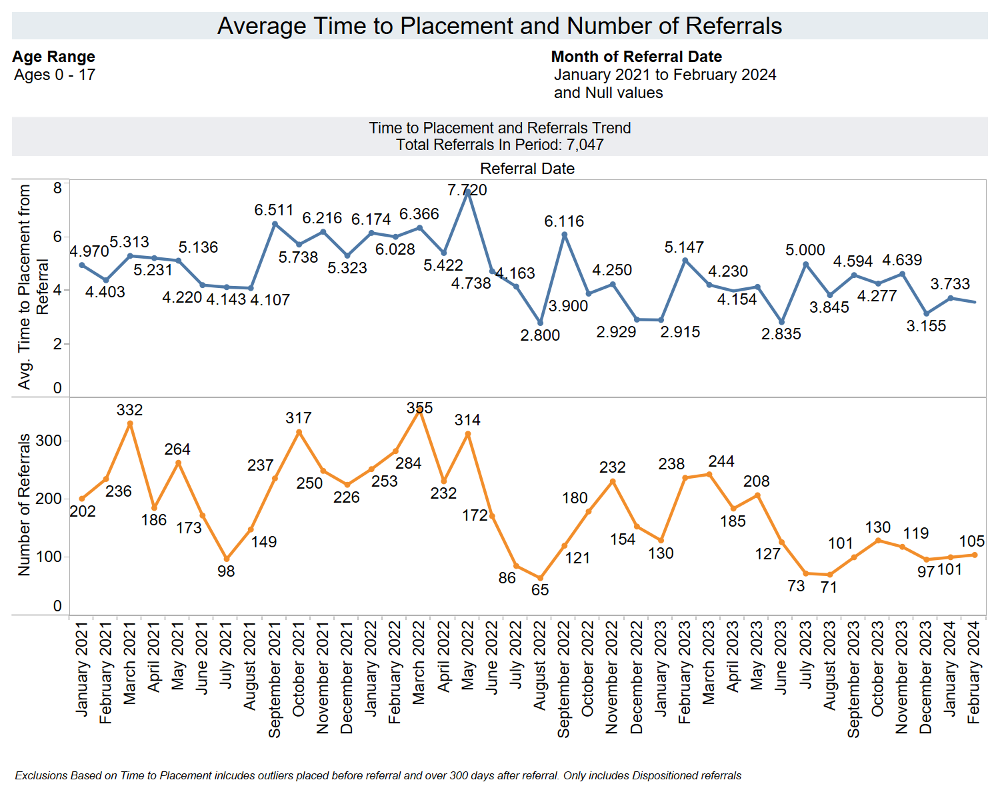 Average Time to Placement and Number of Referrals
Age Range
Ages 0 - 17
Month of Referral Date
January 2021 to February 2024
and Null values
Time to Placement and Referrals Trend
Total Referrals In Period: 7,047
Referral Date
Avg. Time to Placement from
Referral
8
6
4
2
0
4.970
4.403
5.313
5.231
5.136
4.220
4.143
4.107
6.511
5.738
6.216
5.323
6.174
6.028
6.366
5.422
7.720
4.738
4.163
2.800
6.116
3.900
4.250
2.929
2.915
5.147
4.230
4.154
2.835
5.000
3.845
4.594
4.277
4.639
3.155
3.733
Number of Referrals
300
200
100
0
202
236
332
186
264
173
98
149
237
317
250
226
253
284
355
232
314
172
86
65
121
180
232
154
130
238
244
185
208
127
73
71
101
130
119
97
101
105
January 2021
February 2021
March 2021
April 2021
May 2021
June 2021
July 2021
August 2021
September 2021
October 2021
November 2021
December 2021
January 2022
February 2022
March 2022
April 2022
May 2022
June 2022
July 2022
August 2022
September 2022
October 2022
November 2022
December 2022
January 2023
February 2023
March 2023
April 2023
May 2023
June 2023
July 2023
August 2023
September 2023
October 2023
November 2023
December 2023
January 2024
February 2024
Exclusions Based on Time to Placement inlcudes outliers placed before referral and over 300 days after referral. Only includes Dispositioned referrals